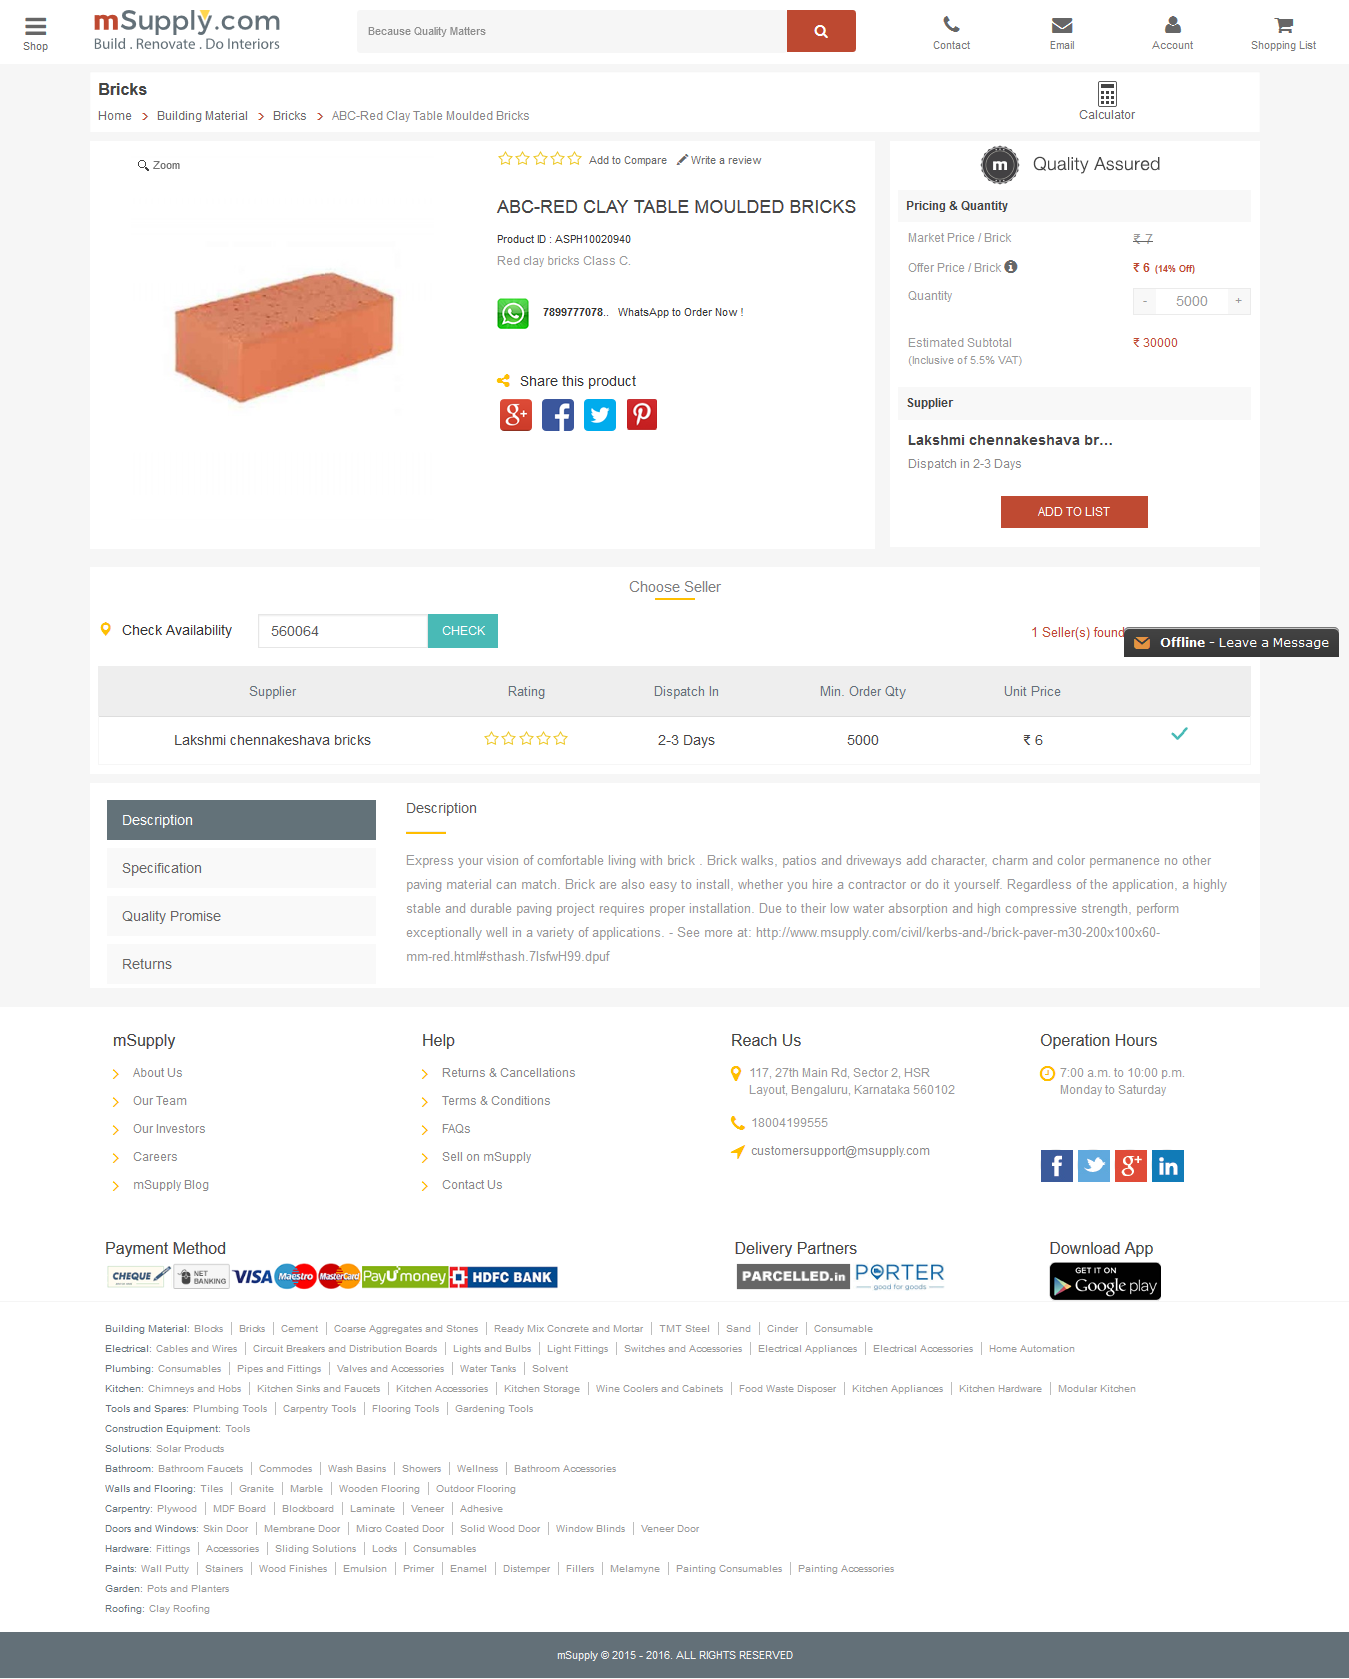 Shop
mSupply.com
Build . Renovate . Do Interiors
Because Quality Matters
Contact
Email
Account
Shopping List
Bricks
Home > Building Material > Bricks > ABC-Red Clay Table Moulded Bricks
Calculator
Zoom
Add to Compare
Write a review
ABC-RED CLAY TABLE MOULDED BRICKS
Product ID : ASPH10020940
Red clay bricks Class C.
7899777078.. WhatsApp to Order Now !
Share this product
m Quality Assured
Pricing & Quantity
Market Price / Brick ₹ 7
Offer Price / Brick ₹ 6 (14% Off)
Quantity - 5000 +
Estimated Subtotal ₹ 30000
(Inclusive of 5.5% VAT)
Supplier
Lakshmi chennakeshava br...
Dispatch in 2-3 Days
ADD TO LIST
Choose Seller
Check Availability 560064 CHECK
1 Seller(s) found
Offline - Leave a Message
Supplier Rating Dispatch In Min. Order Qty Unit Price
Lakshmi chennakeshava bricks 2-3 Days 5000 ₹ 6
Description
Specification
Quality Promise
Returns
Description
Express your vision of comfortable living with brick . Brick walks, patios and driveways add character, charm and color permanence no other
paving material can match. Brick are also easy to install, whether you hire a contractor or do it yourself. Regardless of the application, a highly
stable and durable paving project requires proper installation. Due to their low water absorption and high compressive strength, perform
exceptionally well in a variety of applications. - See more at: http://www.msupply.com/civil/kerbs-and-/brick-paver-m30-200x100x60-
mm-red.html#sthash.7IsfwH99.dpuf
mSupply
About Us
Our Team
Our Investors
Careers
mSupply Blog
Help
Returns & Cancellations
Terms & Conditions
FAQs
Sell on mSupply
Contact Us
Reach Us
117, 27th Main Rd, Sector 2, HSR
Layout, Bengaluru, Karnataka 560102
18004199555
customersupport@msupply.com
Operation Hours
7:00 a.m. to 10:00 p.m.
Monday to Saturday
Payment Method
CHEQUE NET BANKING VISA Maestro MasterCard PayUmoney HDFC BANK
Delivery Partners
PARCELLED.in PORTER
good for goods
Download App
GET IT ON
Google play
Building Material: Blocks | Bricks | Cement | Coarse Aggregates and Stones | Ready Mix Concrete and Mortar | TMT Steel | Sand | Cinder | Consumable
Electrical: Cables and Wires | Circuit Breakers and Distribution Boards | Lights and Bulbs | Light Fittings | Switches and Accessories | Electrical Appliances | Electrical Accessories | Home Automation
Plumbing: Consumables | Pipes and Fittings | Valves and Accessories | Water Tanks | Solvent
Kitchen: Chimneys and Hobs | Kitchen Sinks and Faucets | Kitchen Accessories | Kitchen Storage | Wine Coolers and Cabinets | Food Waste Disposer | Kitchen Appliances | Kitchen Hardware | Modular Kitchen
Tools and Spares: Plumbing Tools | Carpentry Tools | Flooring Tools | Gardening Tools
Construction Equipment: Tools
Solutions: Solar Products
Bathroom: Bathroom Faucets | Commodes | Wash Basins | Showers | Wellness | Bathroom Accessories
Walls and Flooring: Tiles | Granite | Marble | Wooden Flooring | Outdoor Flooring
Carpentry: Plywood | MDF Board | Blockboard | Laminate | Veneer | Adhesive
Doors and Windows: Skin Door | Membrane Door | Micro Coated Door | Solid Wood Door | Window Blinds | Veneer Door
Hardware: Fittings | Accessories | Sliding Solutions | Locks | Consumables
Paints: Wall Putty | Stainers | Wood Finishes | Emulsion | Primer | Enamel | Distemper | Fillers | Melamyne | Painting Consumables | Painting Accessories
Garden: Pots and Planters
Roofing: Clay Roofing
mSupply © 2015 - 2016. ALL RIGHTS RESERVED